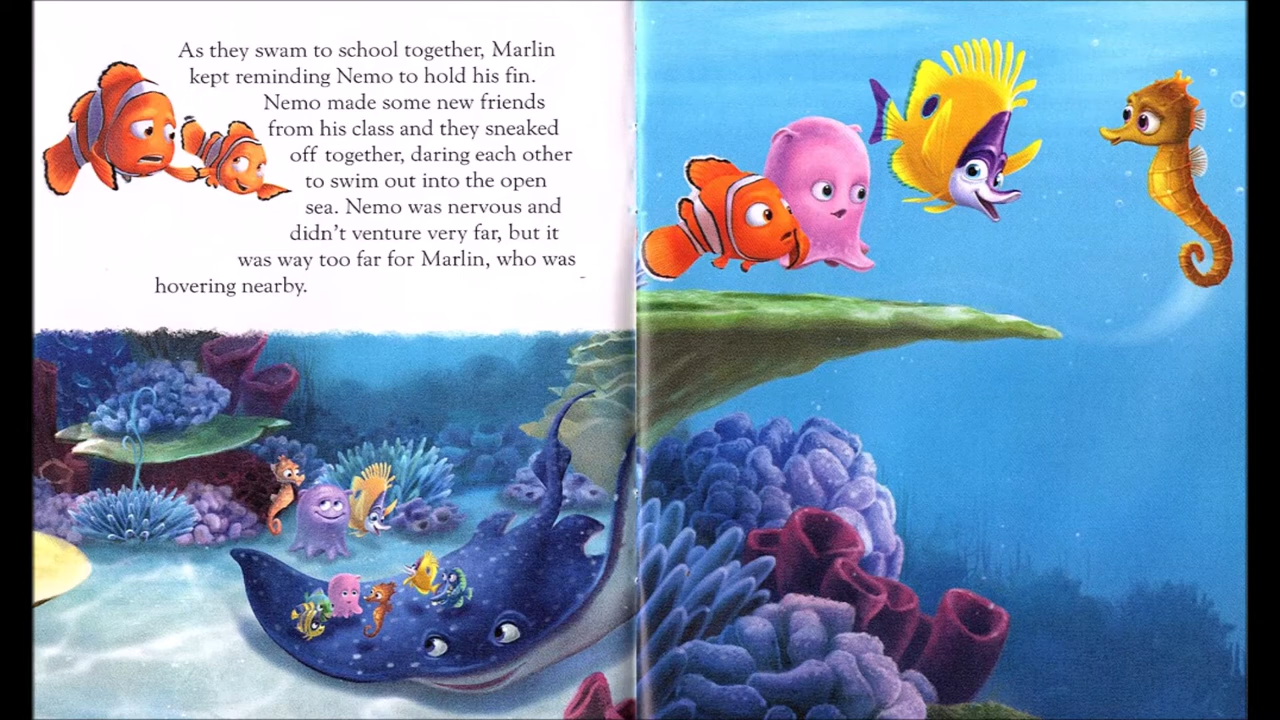 As they swam to school together, Marlin
kept reminding Nemo to hold his fin.
Nemo made some new friends
from his class and they sneaked
off together, daring each other
to swim out into the open
sea. Nemo was nervous and
didn't venture very far, but it
was way too far for Marlin, who was
hovering nearby.